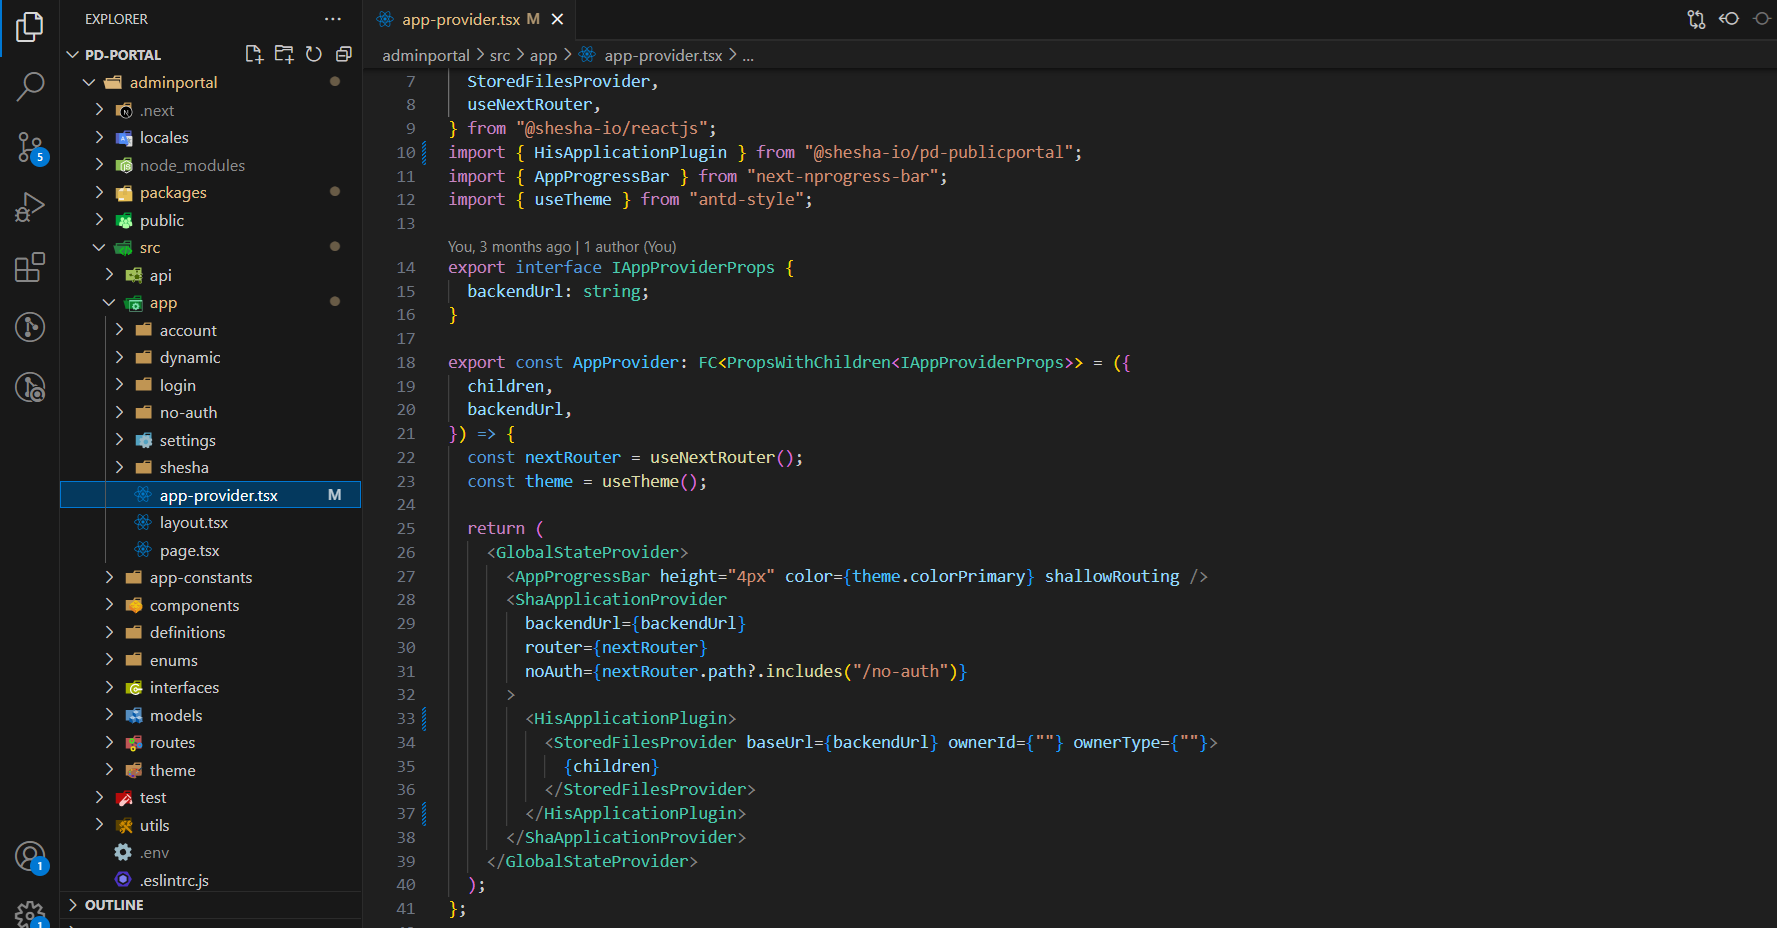 EXPLORER
PD-PORTAL
adminportal
.next
locales
node_modules
packages
public
src
api
app
account
dynamic
login
no-auth
settings
shesha
app-provider.tsx M
layout.tsx
page.tsx
app-constants
components
definitions
enums
interfaces
models
routes
theme
test
utils
.env
.eslintrc.js
OUTLINE
5
1
1
app-provider.tsx M
adminportal > src > app > app-provider.tsx > ...
7 StoredFilesProvider,
8 useNextRouter,
9 } from "@shesha-io/reactjs";
10 import { HisApplicationPlugin } from "@shesha-io/pd-publicportal";
11 import { AppProgressBar } from "next-nprogress-bar";
12 import { useTheme } from "antd-style";
13
You, 3 months ago | 1 author (You)
14 export interface IAppProviderProps {
15 backendUrl: string;
16 }
17
18 export const AppProvider: FC<PropsWithChildren<IAppProviderProps>> = ({
19 children,
20 backendUrl,
21 }) => {
22 const nextRouter = useNextRouter();
23 const theme = useTheme();
24
25 return (
26 <GlobalStateProvider>
27 <AppProgressBar height="4px" color={theme.colorPrimary} shallowRouting />
28 <ShaApplicationProvider
29 backendUrl={backendUrl}
30 router={nextRouter}
31 noAuth={nextRouter.path?.includes("/no-auth")}
32 >
33 <HisApplicationPlugin>
34 <StoredFilesProvider baseUrl={backendUrl} ownerId={""} ownerType={""}>
35 {children}
36 </StoredFilesProvider>
37 </HisApplicationPlugin>
38 </ShaApplicationProvider>
39 </GlobalStateProvider>
40 );
41 };